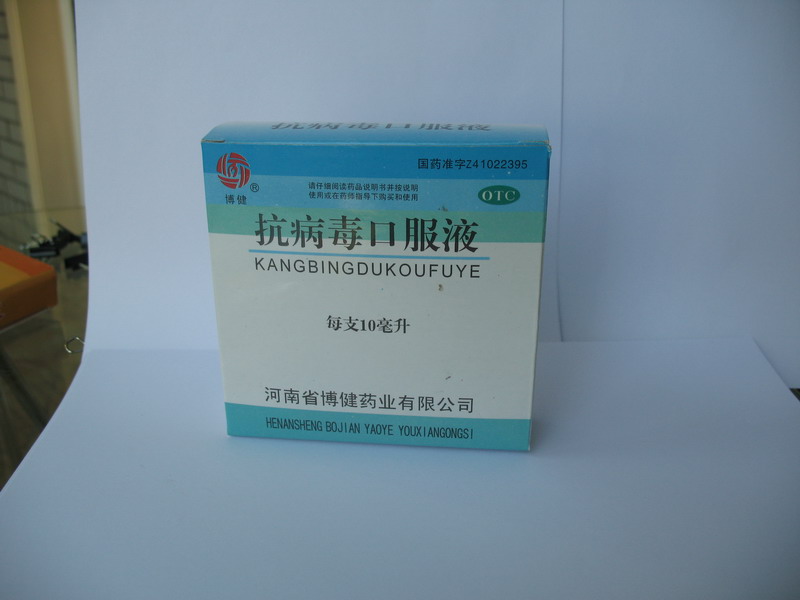 抗病毒口服液
国药准字Z41022395
博健®
请仔细阅读药品说明书并按说明
使用或在药师指导下购买和使用
OTC
抗病毒口服液
KANGBINGDUKOUFUYE
每支10毫升
河南省博健药业有限公司
HENANSHENG BOJIAN YAOYE YOUXIANGONGSI